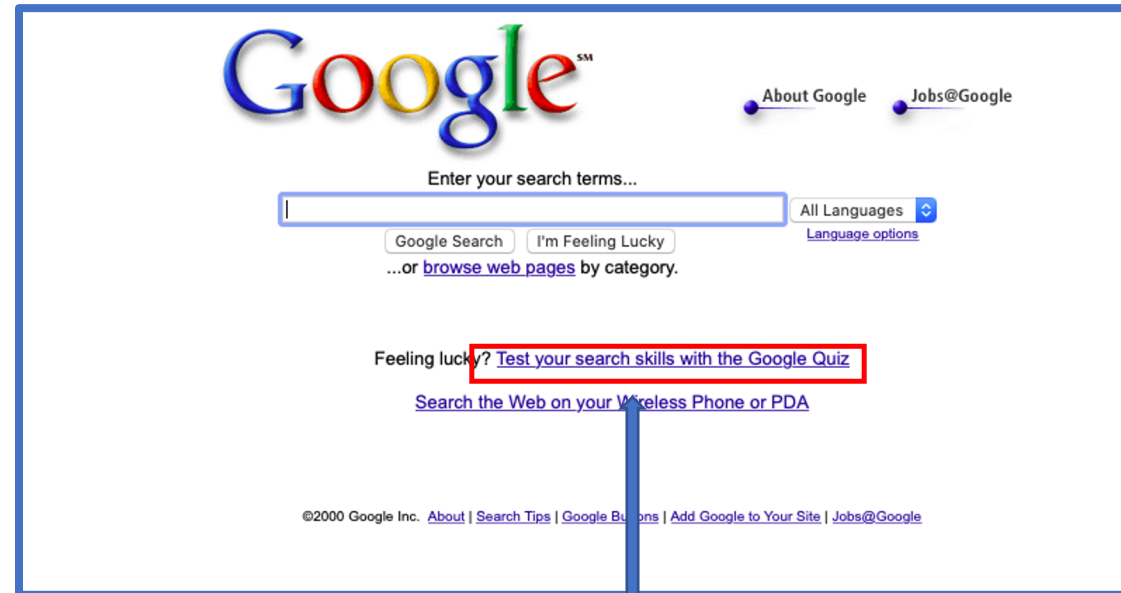 Google SM
About Google Jobs@Google
Enter your search terms...
All Languages
Google Search I'm Feeling Lucky
Language options
...or browse web pages by category.
Feeling lucky? Test your search skills with the Google Quiz
Search the Web on your Wireless Phone or PDA
©2000 Google Inc. About | Search Tips | Google Buttons | Add Google to Your Site | Jobs@Google